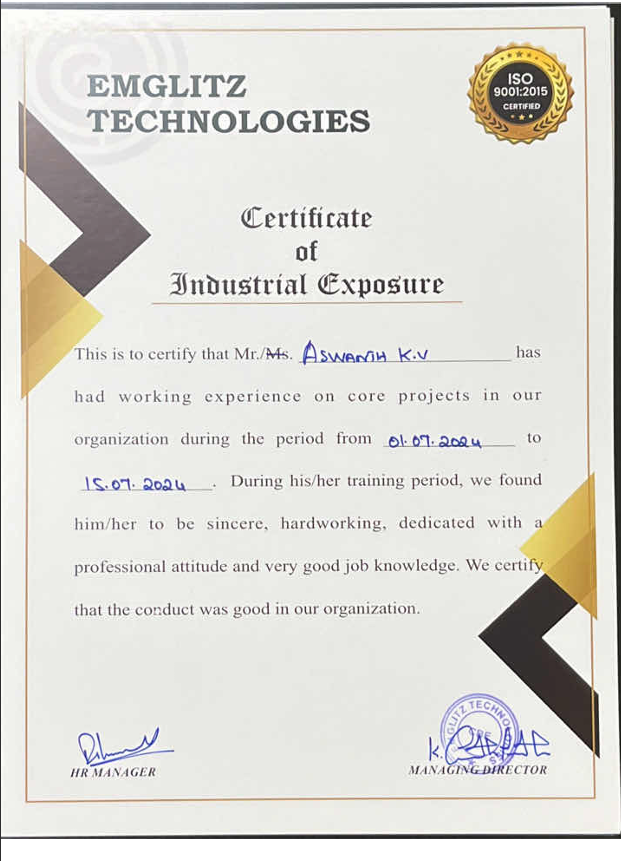 EMGLITZ
TECHNOLOGIES
ISO
9001:2015
CERTIFIED
Certificate
of
Industrial Exposure
This is to certify that Mr./Ms. ASWANTH K.V has
had working experience on core projects in our
organization during the period from 01.07.2024 to
15.07.2024. During his/her training period, we found
him/her to be sincere, hardworking, dedicated with a
professional attitude and very good job knowledge. We certify
that the conduct was good in our organization.
HR MANAGER
MANAGING DIRECTOR